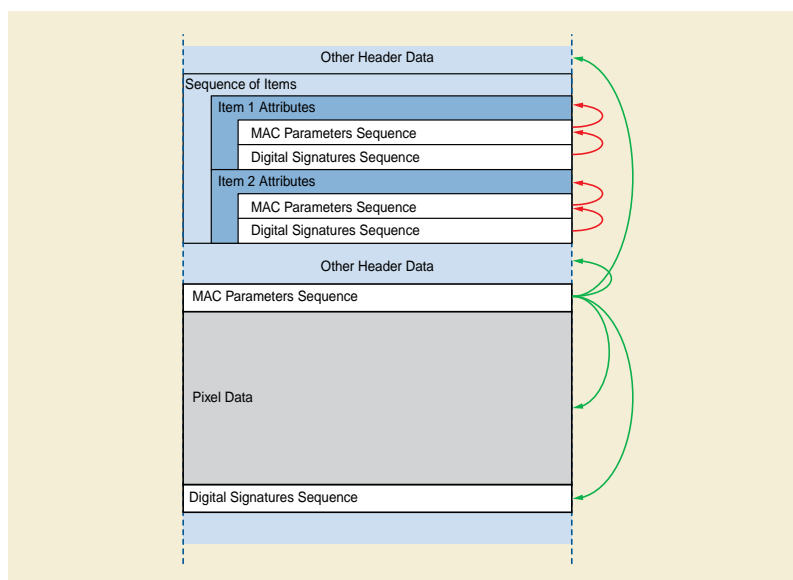 Other Header Data
Sequence of Items
Item 1 Attributes
MAC Parameters Sequence
Digital Signatures Sequence
Item 2 Attributes
MAC Parameters Sequence
Digital Signatures Sequence
Other Header Data
MAC Parameters Sequence
Pixel Data
Digital Signatures Sequence